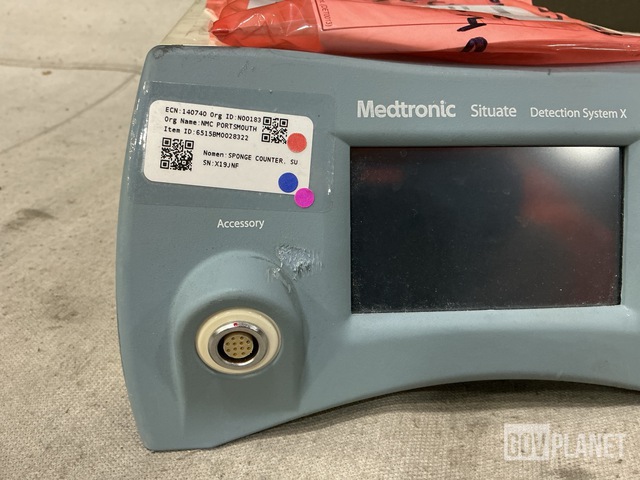 ECN:140740 Org ID:N00183
Org Name:NMC PORTSMOUTH
Item ID:6515BM0028322
Nomen:SPONGE COUNTER, SU
SN:X19JNF
Medtronic Situate Detection System X
Accessory
GOVPLANET